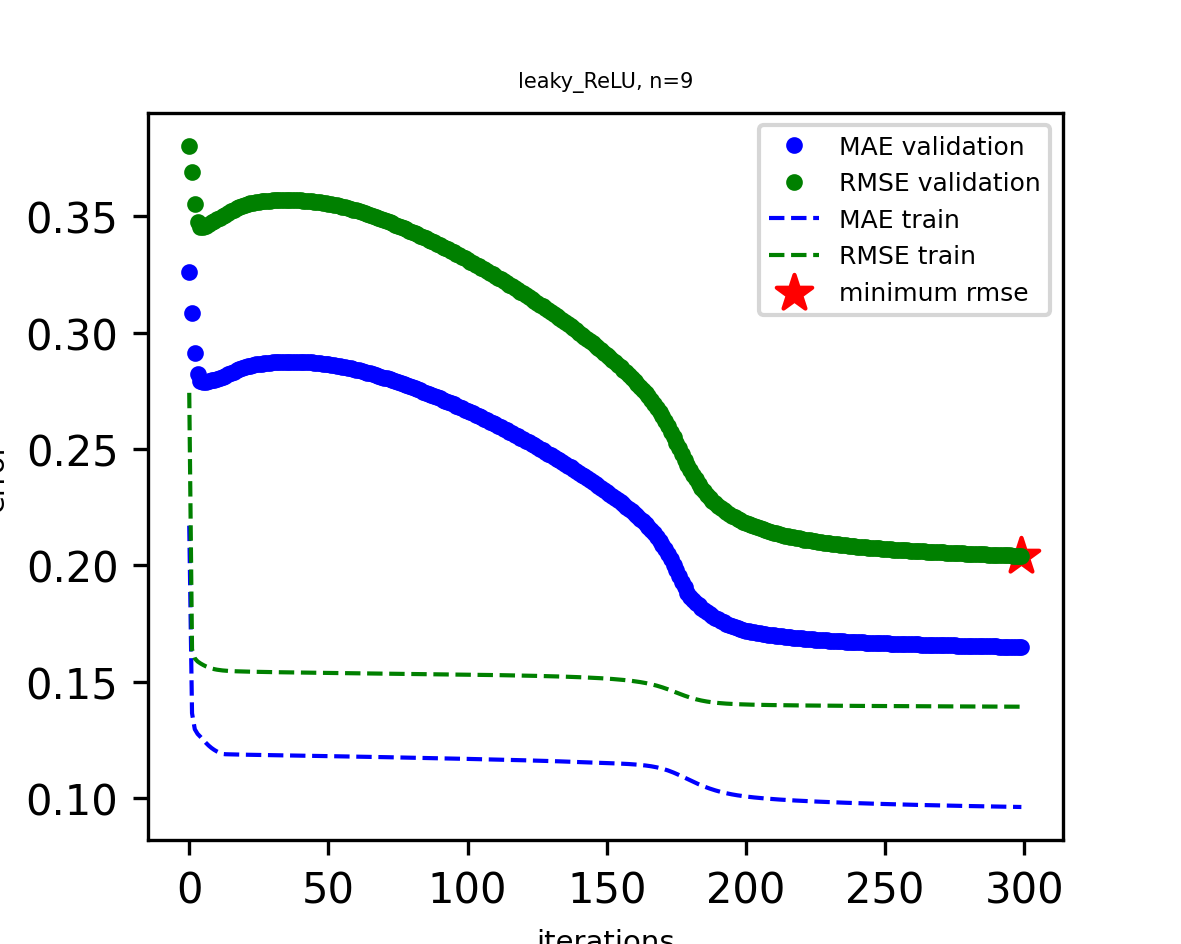 leaky_ReLU, n=9
MAE validation
RMSE validation
MAE train
RMSE train
minimum rmse
0.35
0.30
0.25
0.20
0.15
0.10
error
0 50 100 150 200 250 300
iterations